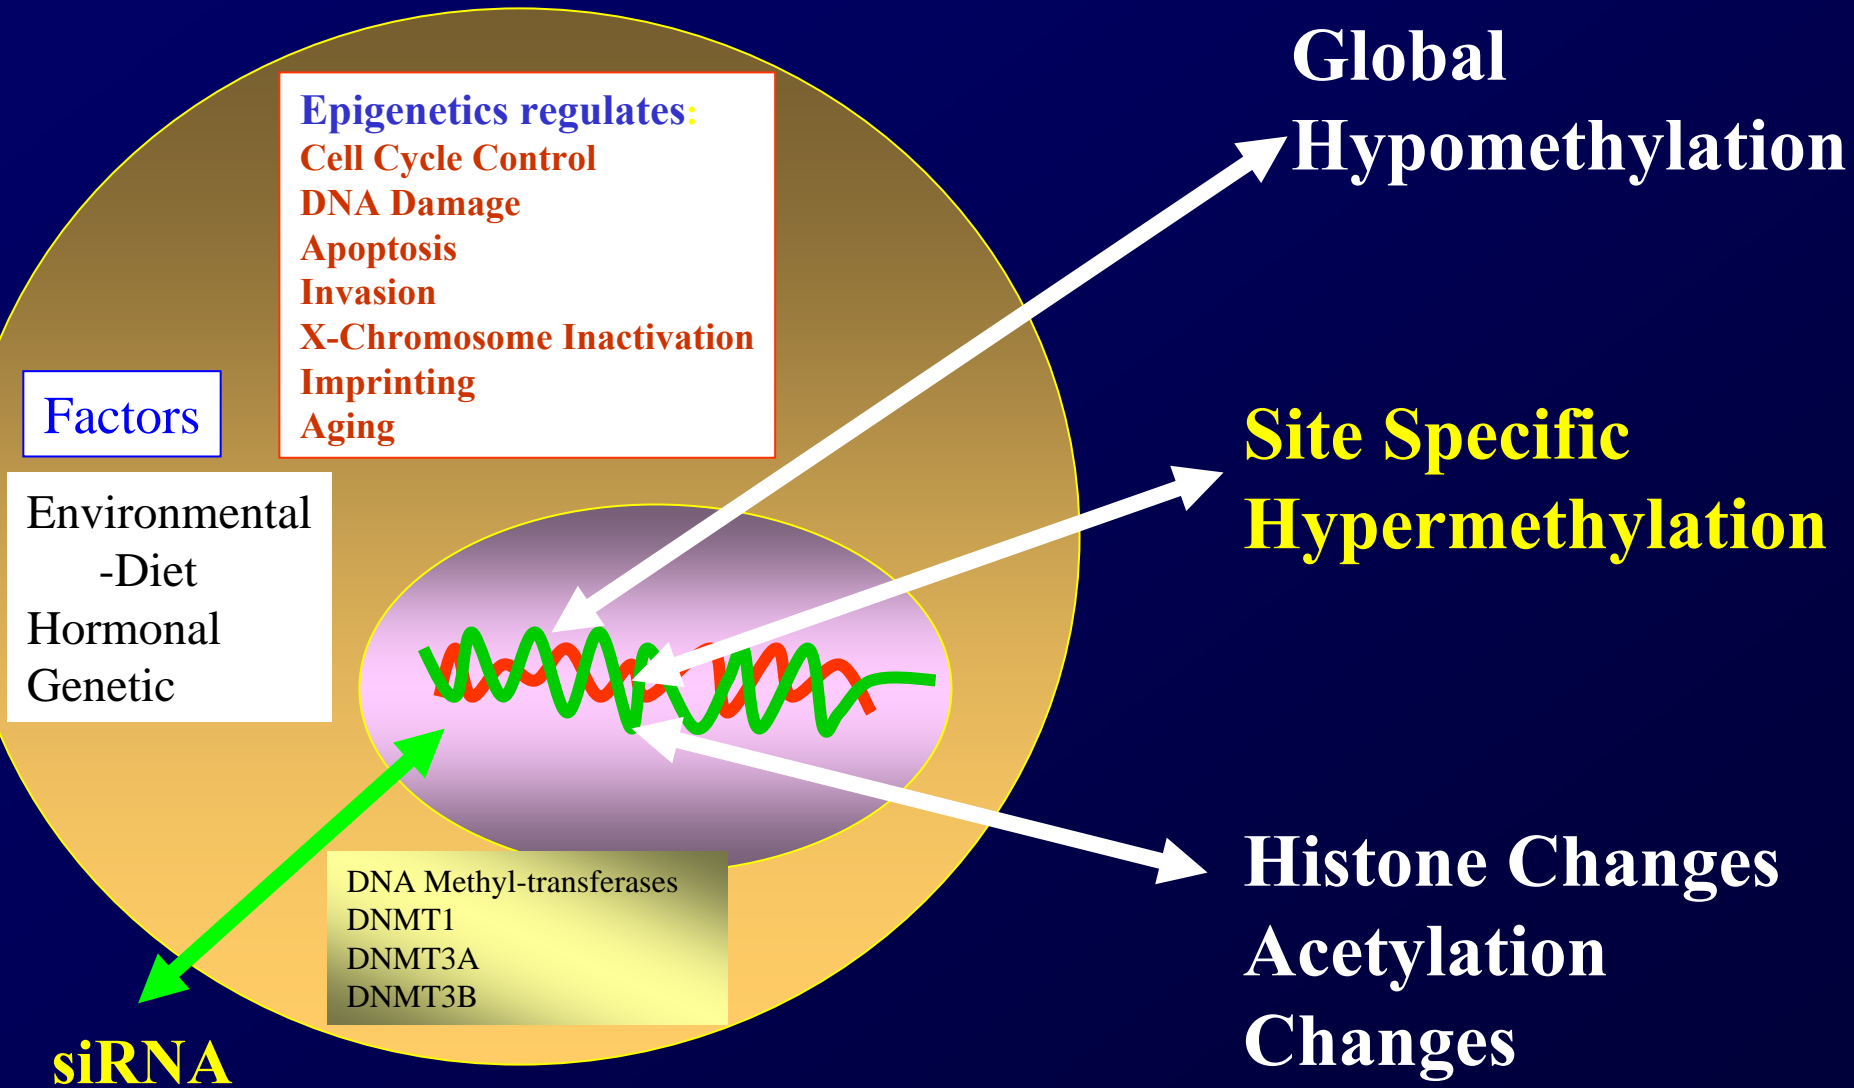 Global
Hypomethylation
Epigenetics regulates:
Cell Cycle Control
DNA Damage
Apoptosis
Invasion
X-Chromosome Inactivation
Imprinting
Aging
Factors
Environmental
-Diet
Hormonal
Genetic
Site Specific
Hypermethylation
DNA Methyl-transferases
DNMT1
DNMT3A
DNMT3B
Histone Changes
Acetylation
Changes
siRNA